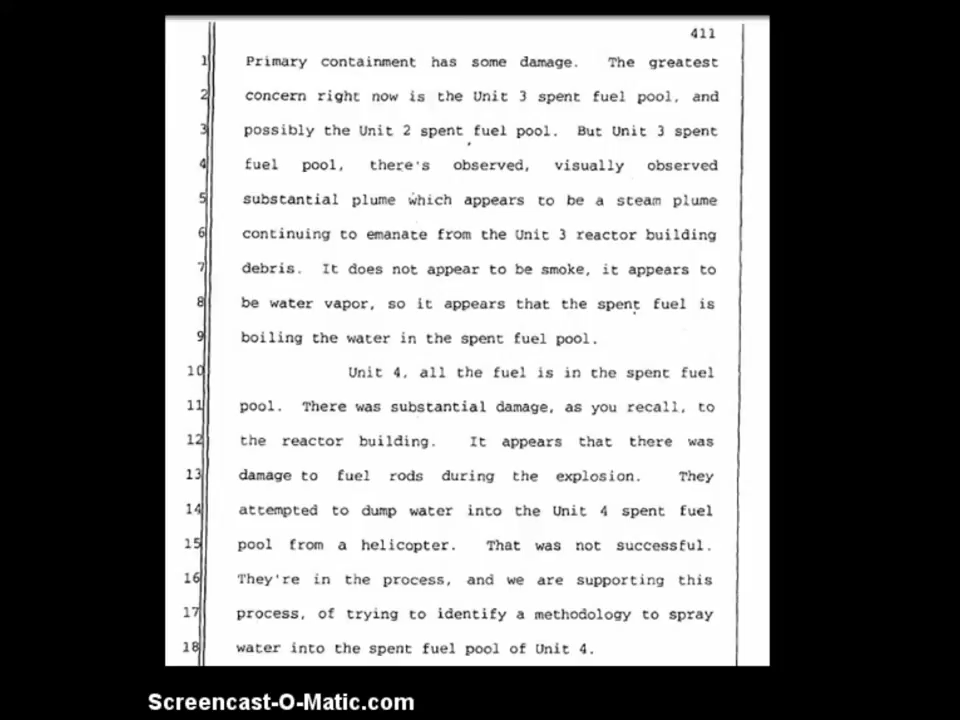 411
1 Primary containment has some damage. The greatest
2 concern right now is the Unit 3 spent fuel pool, and
3 possibly the Unit 2 spent fuel pool. But Unit 3 spent
4 fuel pool, there's observed, visually observed
5 substantial plume which appears to be a steam plume
6 continuing to emanate from the Unit 3 reactor building
7 debris. It does not appear to be smoke, it appears to
8 be water vapor, so it appears that the spent fuel is
9 boiling the water in the spent fuel pool.
10 Unit 4, all the fuel is in the spent fuel
11 pool. There was substantial damage, as you recall, to
12 the reactor building. It appears that there was
13 damage to fuel rods during the explosion. They
14 attempted to dump water into the Unit 4 spent fuel
15 pool from a helicopter. That was not successful.
16 They're in the process, and we are supporting this
17 process, of trying to identify a methodology to spray
18 water into the spent fuel pool of Unit 4.
Screencast-O-Matic.com